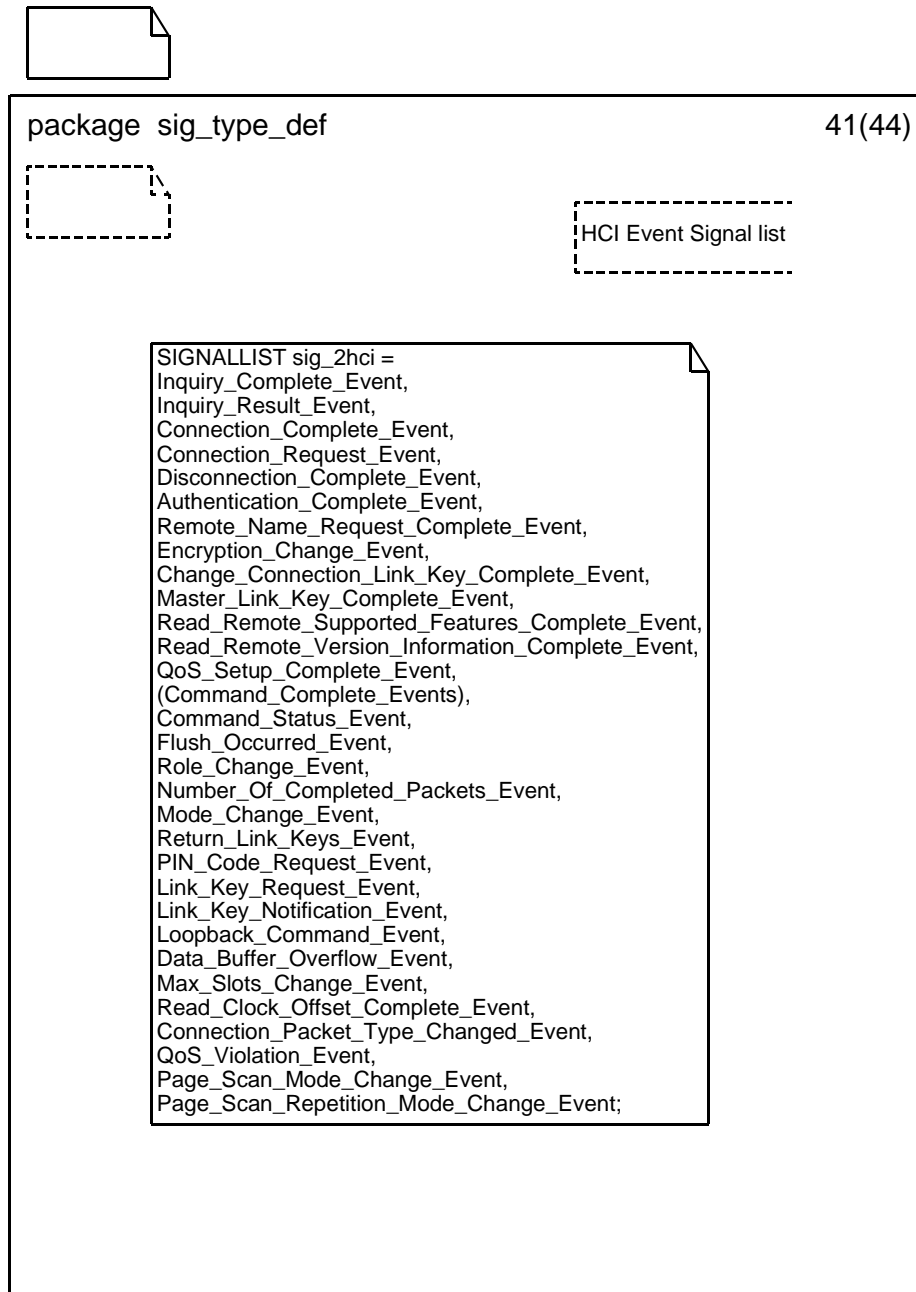 package sig_type_def 41(44)
HCI Event Signal list
SIGNALLIST sig_2hci =
Inquiry_Complete_Event,
Inquiry_Result_Event,
Connection_Complete_Event,
Connection_Request_Event,
Disconnection_Complete_Event,
Authentication_Complete_Event,
Remote_Name_Request_Complete_Event,
Encryption_Change_Event,
Change_Connection_Link_Key_Complete_Event,
Master_Link_Key_Complete_Event,
Read_Remote_Supported_Features_Complete_Event,
Read_Remote_Version_Information_Complete_Event,
QoS_Setup_Complete_Event,
(Command_Complete_Events),
Command_Status_Event,
Flush_Occurred_Event,
Role_Change_Event,
Number_Of_Completed_Packets_Event,
Mode_Change_Event,
Return_Link_Keys_Event,
PIN_Code_Request_Event,
Link_Key_Request_Event,
Link_Key_Notification_Event,
Loopback_Command_Event,
Data_Buffer_Overflow_Event,
Max_Slots_Change_Event,
Read_Clock_Offset_Complete_Event,
Connection_Packet_Type_Changed_Event,
QoS_Violation_Event,
Page_Scan_Mode_Change_Event,
Page_Scan_Repetition_Mode_Change_Event;